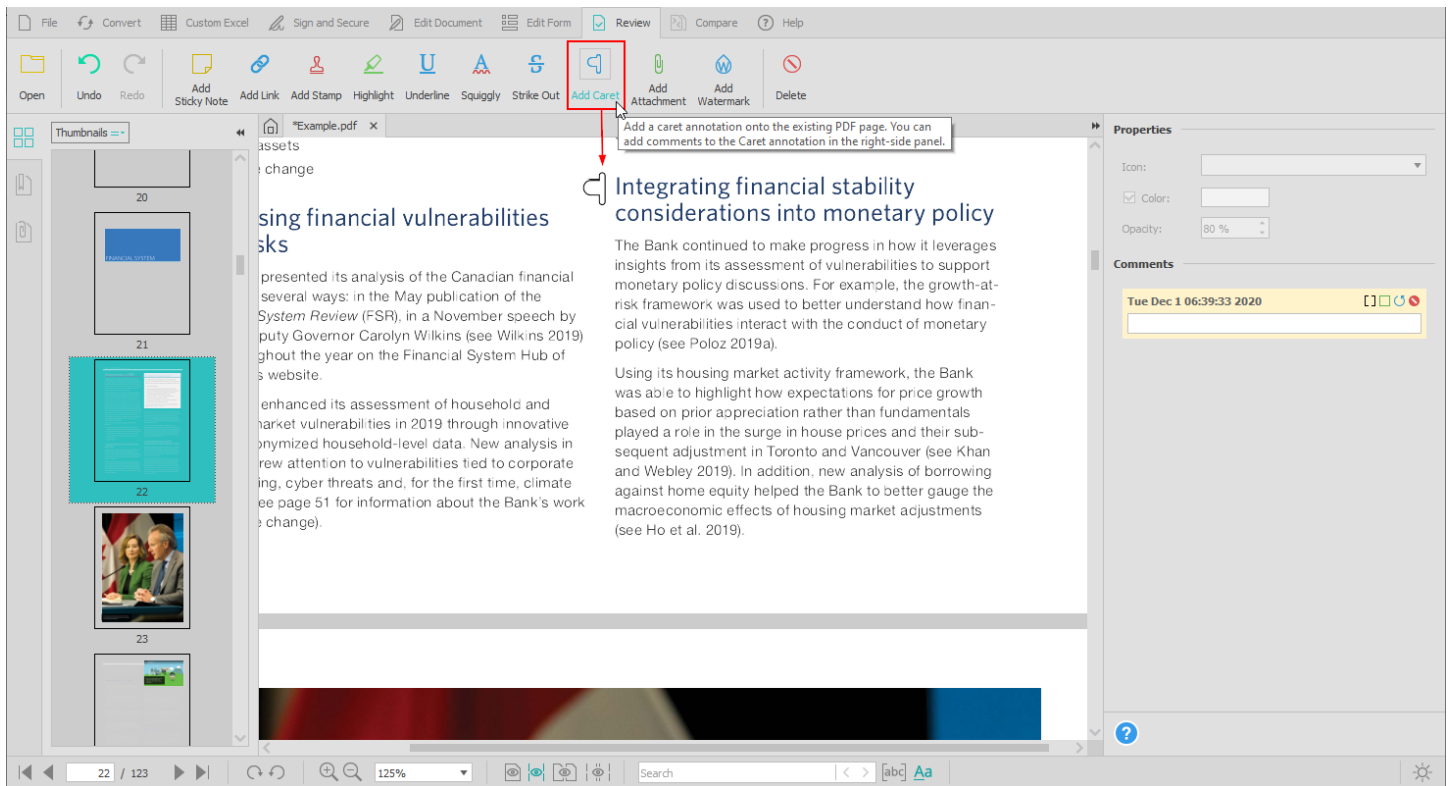 File Convert Custom Excel Sign and Secure Edit Document Edit Form Review Compare Help
Open Undo Redo Add Sticky Note Add Link Add Stamp Highlight Underline Squiggly Strike Out Add Caret Add Attachment Add Watermark Delete
Thumbnails
*Example.pdf
Add a caret annotation onto the existing PDF page. You can
add comments to the Caret annotation in the right-side panel.
20
FINANCIAL SYSTEM
21
22
23
assets
change
sing financial vulnerabilities
sks
presented its analysis of the Canadian financial
several ways: in the May publication of the
System Review (FSR), in a November speech by
puty Governor Carolyn Wilkins (see Wilkins 2019)
ghout the year on the Financial System Hub of
s website.
enhanced its assessment of household and
narket vulnerabilities in 2019 through innovative
onymized household-level data. New analysis in
rew attention to vulnerabilities tied to corporate
ing, cyber threats and, for the first time, climate
ee page 51 for information about the Bank's work
e change).
Integrating financial stability
considerations into monetary policy
The Bank continued to make progress in how it leverages
insights from its assessment of vulnerabilities to support
monetary policy discussions. For example, the growth-at-
risk framework was used to better understand how finan-
cial vulnerabilities interact with the conduct of monetary
policy (see Poloz 2019a).
Using its housing market activity framework, the Bank
was able to highlight how expectations for price growth
based on prior appreciation rather than fundamentals
played a role in the surge in house prices and their sub-
sequent adjustment in Toronto and Vancouver (see Khan
and Webley 2019). In addition, new analysis of borrowing
against home equity helped the Bank to better gauge the
macroeconomic effects of housing market adjustments
(see Ho et al. 2019).
Properties
Icon:
Color:
Opacity: 80 %
Comments
Tue Dec 1 06:39:33 2020
22 / 123 125% Search [abc] Aa